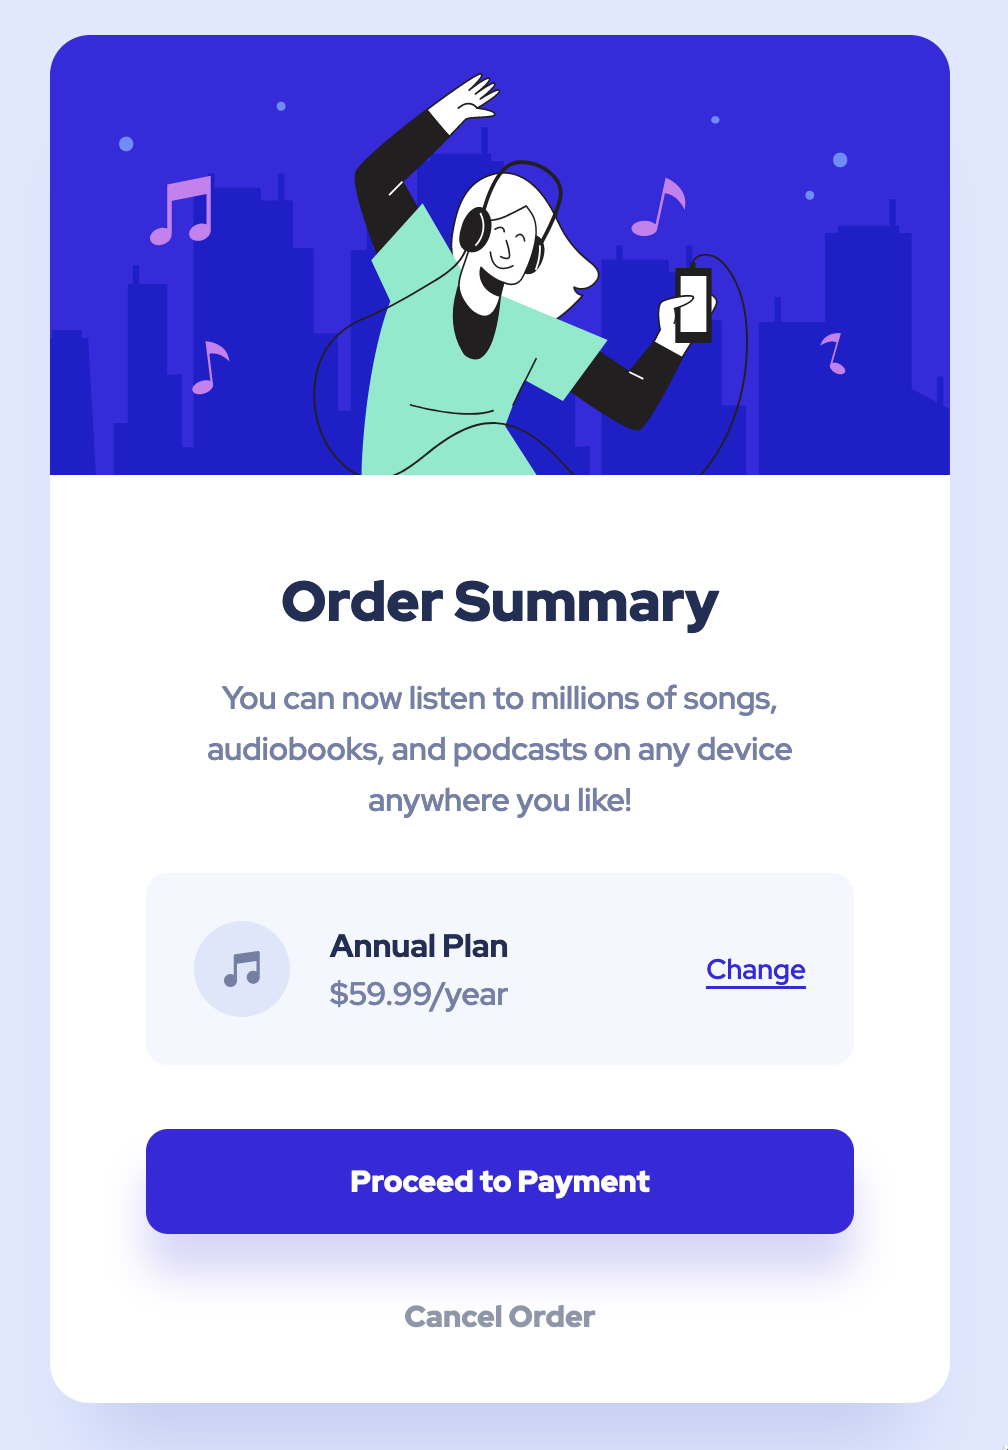 Order Summary
You can now listen to millions of songs,
audiobooks, and podcasts on any device
anywhere you like!
Annual Plan
$59.99/year
Change
Proceed to Payment
Cancel Order